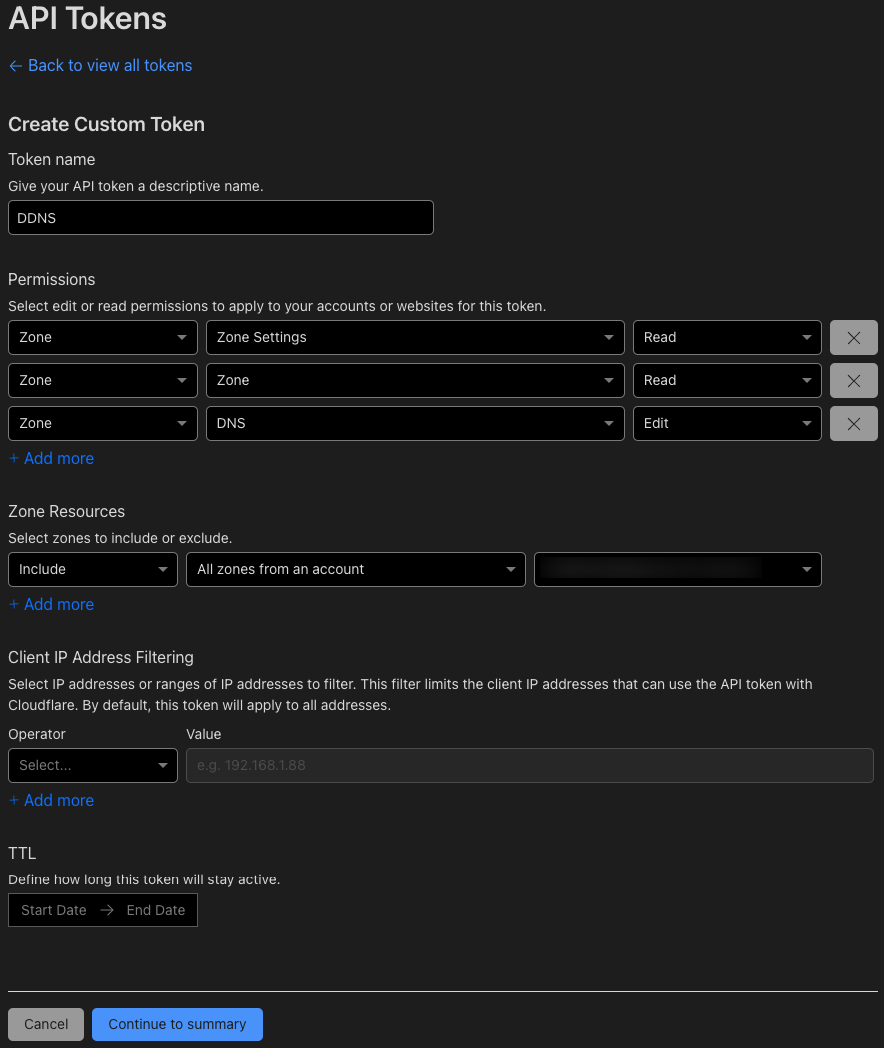 API Tokens
← Back to view all tokens
Create Custom Token
Token name
Give your API token a descriptive name.
DDNS
Permissions
Select edit or read permissions to apply to your accounts or websites for this token.
Zone Zone Settings Read
Zone Zone Read
Zone DNS Edit
+ Add more
Zone Resources
Select zones to include or exclude.
Include All zones from an account
+ Add more
Client IP Address Filtering
Select IP addresses or ranges of IP addresses to filter. This filter limits the client IP addresses that can use the API token with
Cloudflare. By default, this token will apply to all addresses.
Operator Value
Select... e.g. 192.168.1.88
+ Add more
TTL
Define how long this token will stay active.
Start Date → End Date
Cancel Continue to summary